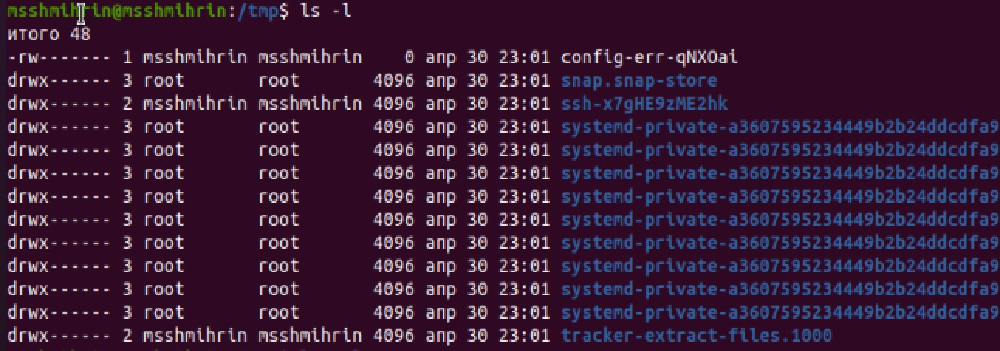 msshmihrin@msshmihrin:/tmp$ ls -l
итого 48
-rw------- 1 msshmihrin msshmihrin    0 апр 30 23:01 config-err-qNXOai
drwx------ 3 root       root       4096 апр 30 23:01 snap.snap-store
drwx------ 2 msshmihrin msshmihrin 4096 апр 30 23:01 ssh-x7gHE9zME2hk
drwx------ 3 root       root       4096 апр 30 23:01 systemd-private-a3607595234449b2b24ddcdfa9
drwx------ 3 root       root       4096 апр 30 23:01 systemd-private-a3607595234449b2b24ddcdfa9
drwx------ 3 root       root       4096 апр 30 23:01 systemd-private-a3607595234449b2b24ddcdfa9
drwx------ 3 root       root       4096 апр 30 23:01 systemd-private-a3607595234449b2b24ddcdfa9
drwx------ 3 root       root       4096 апр 30 23:01 systemd-private-a3607595234449b2b24ddcdfa9
drwx------ 3 root       root       4096 апр 30 23:01 systemd-private-a3607595234449b2b24ddcdfa9
drwx------ 3 root       root       4096 апр 30 23:01 systemd-private-a3607595234449b2b24ddcdfa9
drwx------ 3 root       root       4096 апр 30 23:01 systemd-private-a3607595234449b2b24ddcdfa9
drwx------ 3 root       root       4096 апр 30 23:01 systemd-private-a3607595234449b2b24ddcdfa9
drwx------ 2 msshmihrin msshmihrin 4096 апр 30 23:01 tracker-extract-files.1000